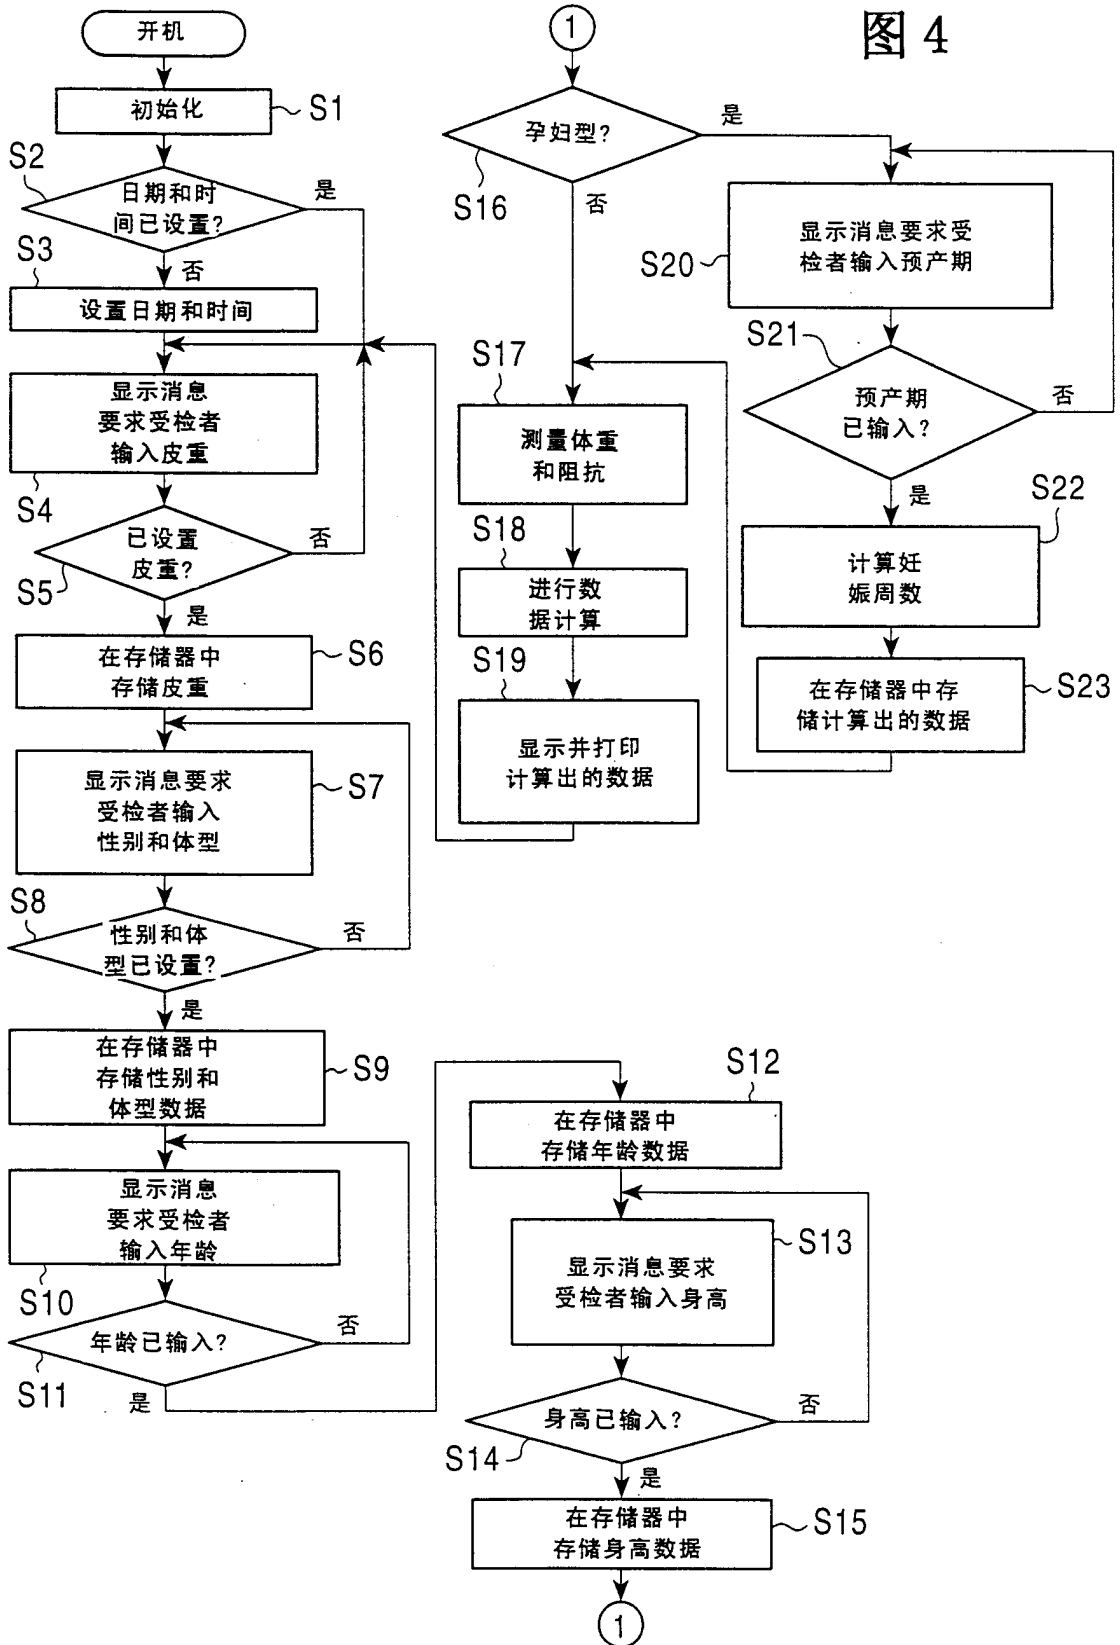 图 4
开机
初始化
S1
S2
日期和时
间已设置?
是
否
S3
设置日期和时间
显示消息
要求受检者
输入皮重
S4
已设置
皮重?
否
S5
是
在存储器中
存储皮重
S6
显示消息要求
受检者输入
性别和体型
S7
S8
性别和体
型已设置?
否
是
在存储器中
存储性别和
体型数据
S9
显示消息
要求受检者
输入年龄
S10
年龄已输入?
否
S11
是
S12
在存储器中
存储年龄数据
显示消息要求
受检者输入身高
S13
身高已输入?
否
S14
是
在存储器中
存储身高数据
S15
1
1
孕妇型?
是
S16
否
S17
测量体重
和阻抗
S18
进行数
据计算
S19
显示并打印
计算出的数据
显示消息要求受
检者输入预产期
S20
S21
预产期
已输入?
否
是
S22
计算妊
娠周数
在存储器中存
储计算出的数据
S23